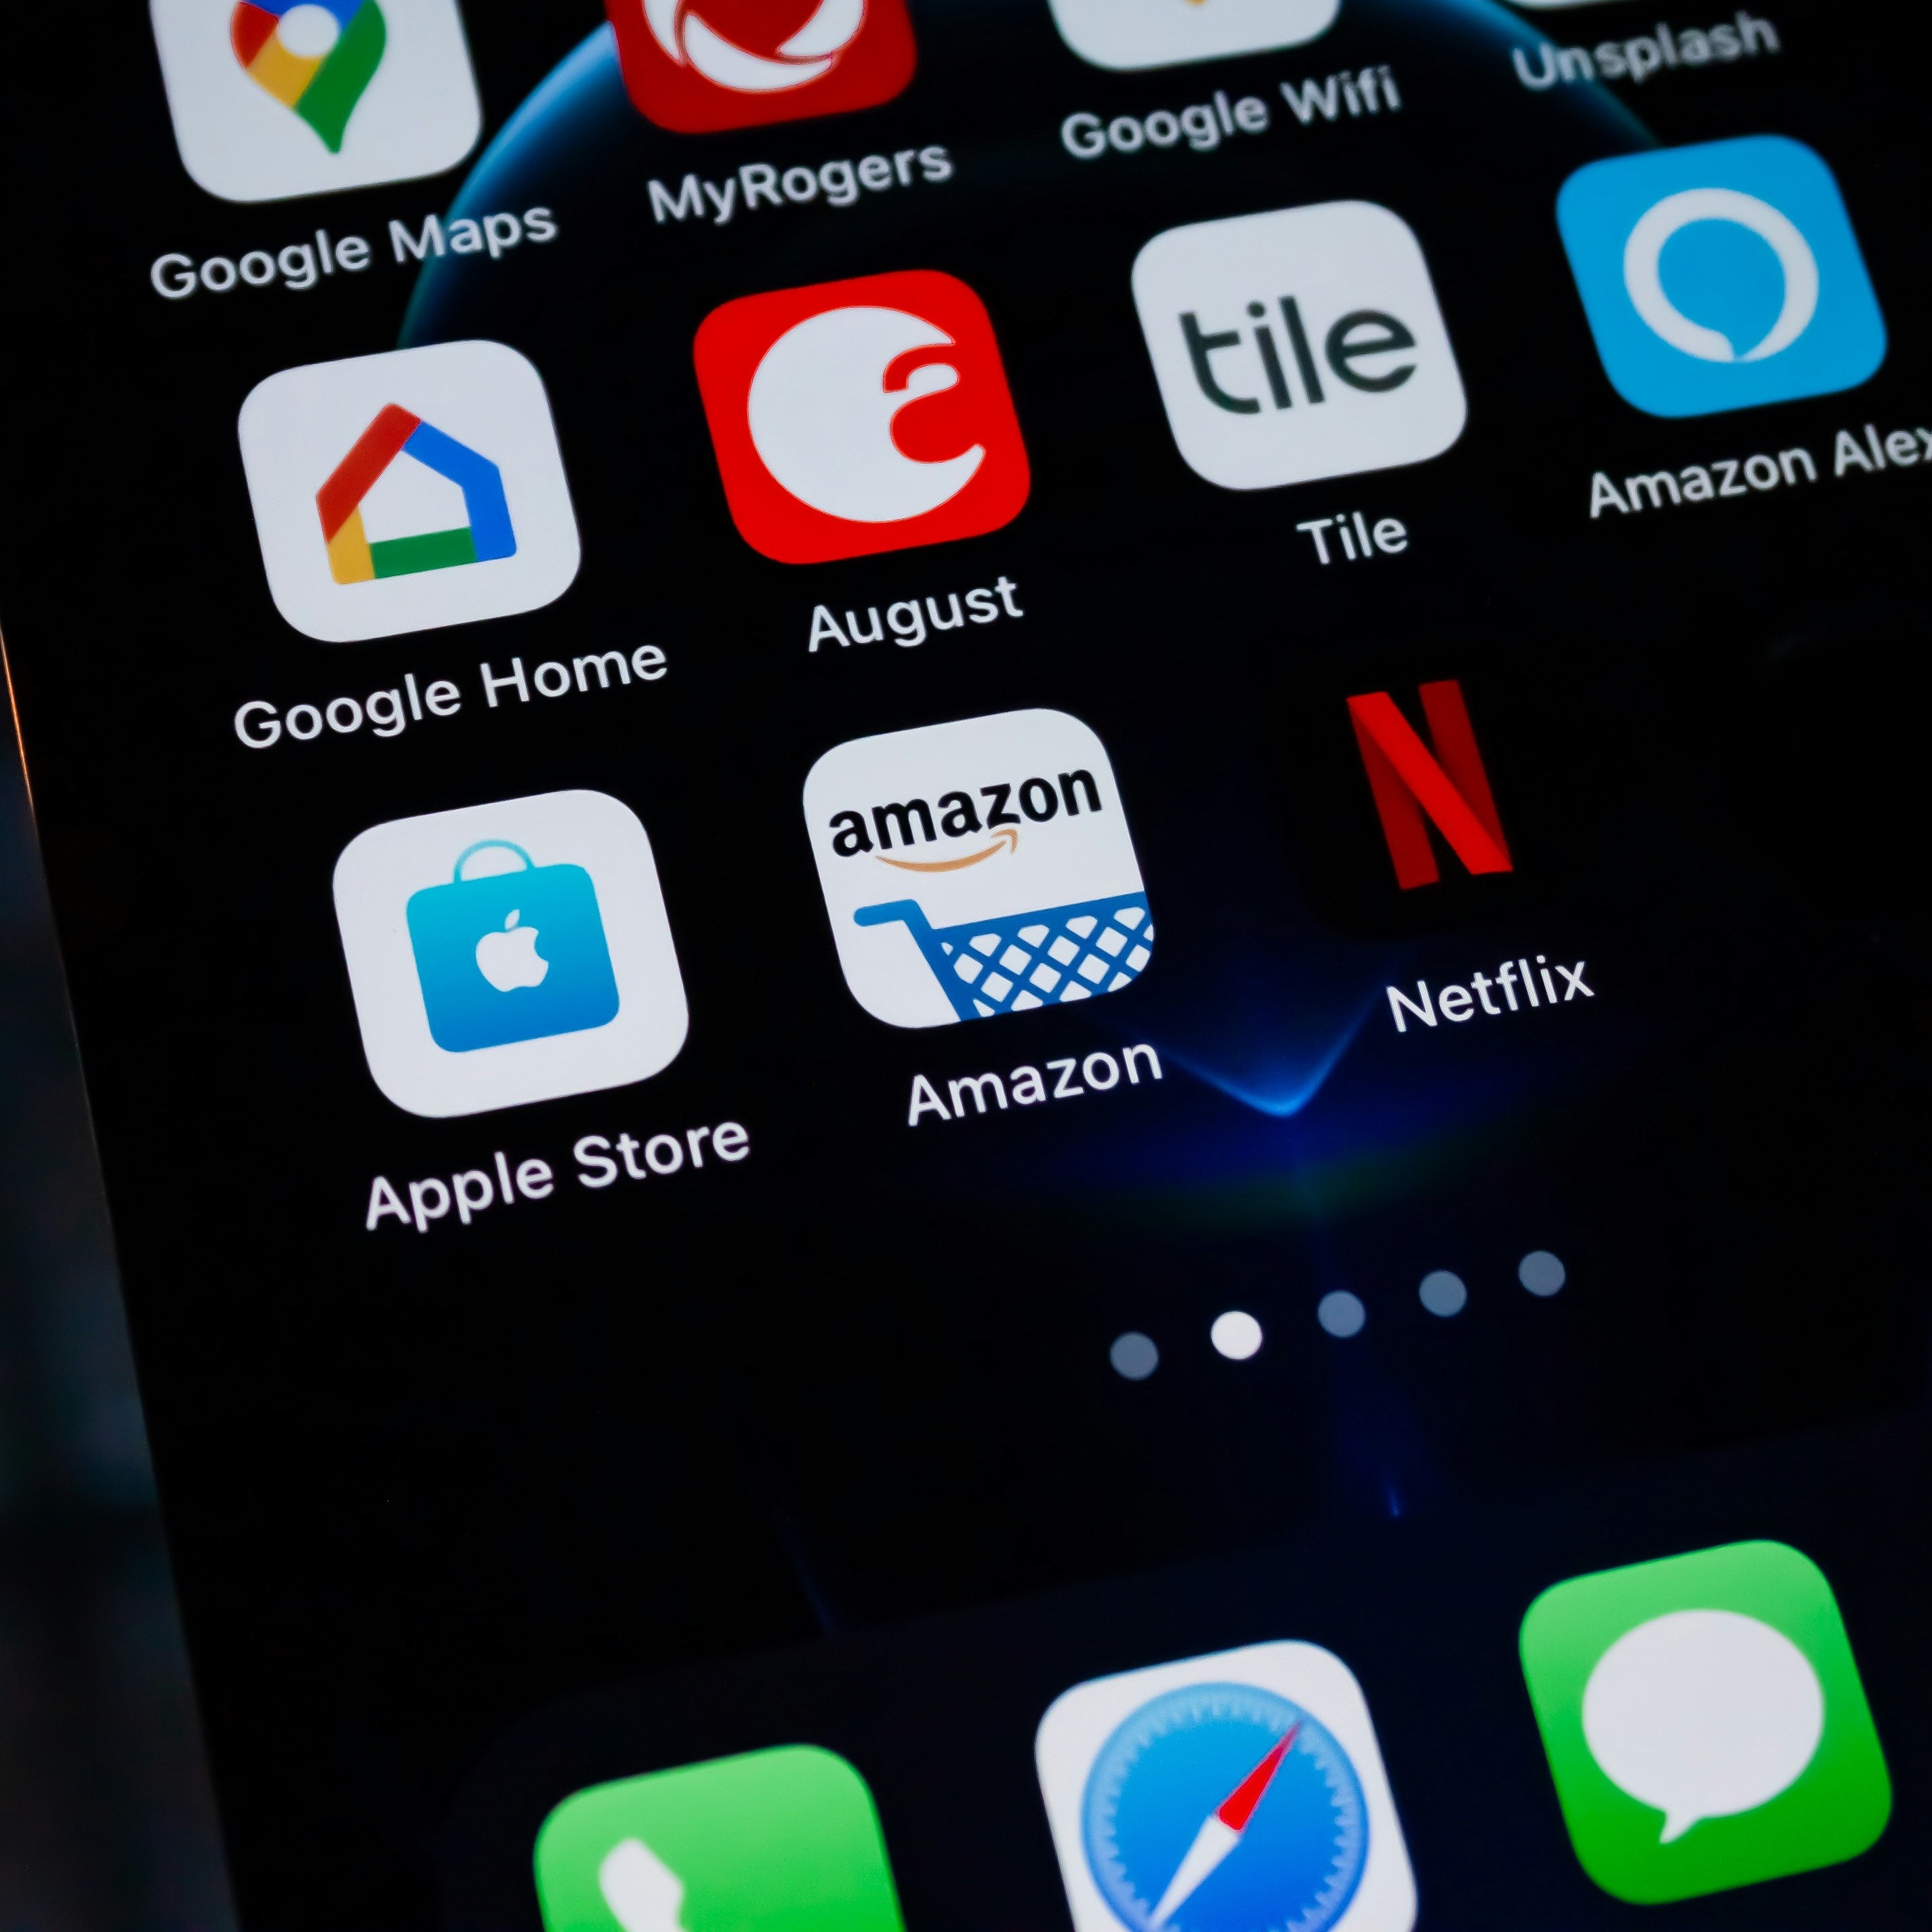 Google Maps
MyRogers
Google Wifi
Unsplash
tile
Google Home
August
Tile
Amazon Alex
amazon
Apple Store
Amazon
Netflix